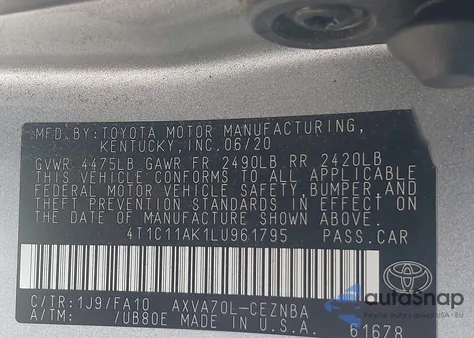 MFD.BY:TOYOTA MOTOR MANUFACTURING,
KENTUCKY,INC.06/20
GVWR 4475LB GAWR FR 2490LB RR 2420LB
THIS VEHICLE CONFORMS TO ALL APPLICABLE
FEDERAL MOTOR VEHICLE SAFETY,BUMPER,AND
THEFT PREVENTION STANDARDS IN EFFECT ON
THE DATE OF MANUFACTURE SHOWN ABOVE.
4T1C11AK1LU961795 PASS.CAR
C/TR:1J9/FA10 AXVA70L-CEZNBA
A/TM: /UB80E MADE IN U.S.A.
61678
TOYOTA
autosnap